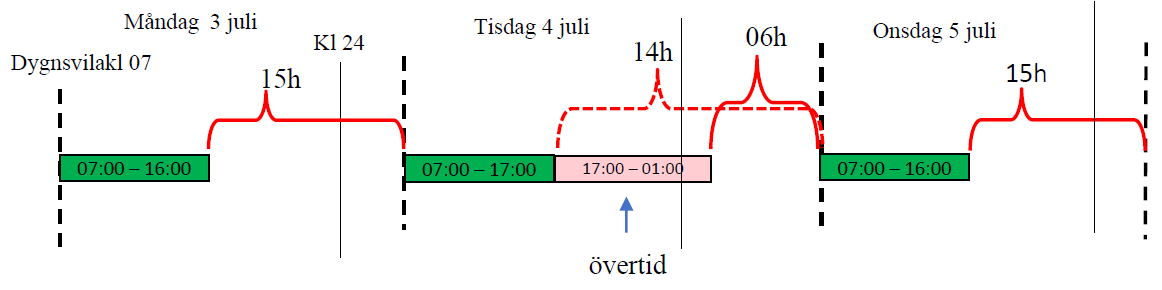 Måndag 3 juli
Tisdag 4 juli
Onsdag 5 juli
Kl 24
Dygnsvilakl 07
15h
14h
06h
15h
07:00 – 16:00
07:00 – 17:00
17:00 – 01:00
07:00 – 16:00
övertid